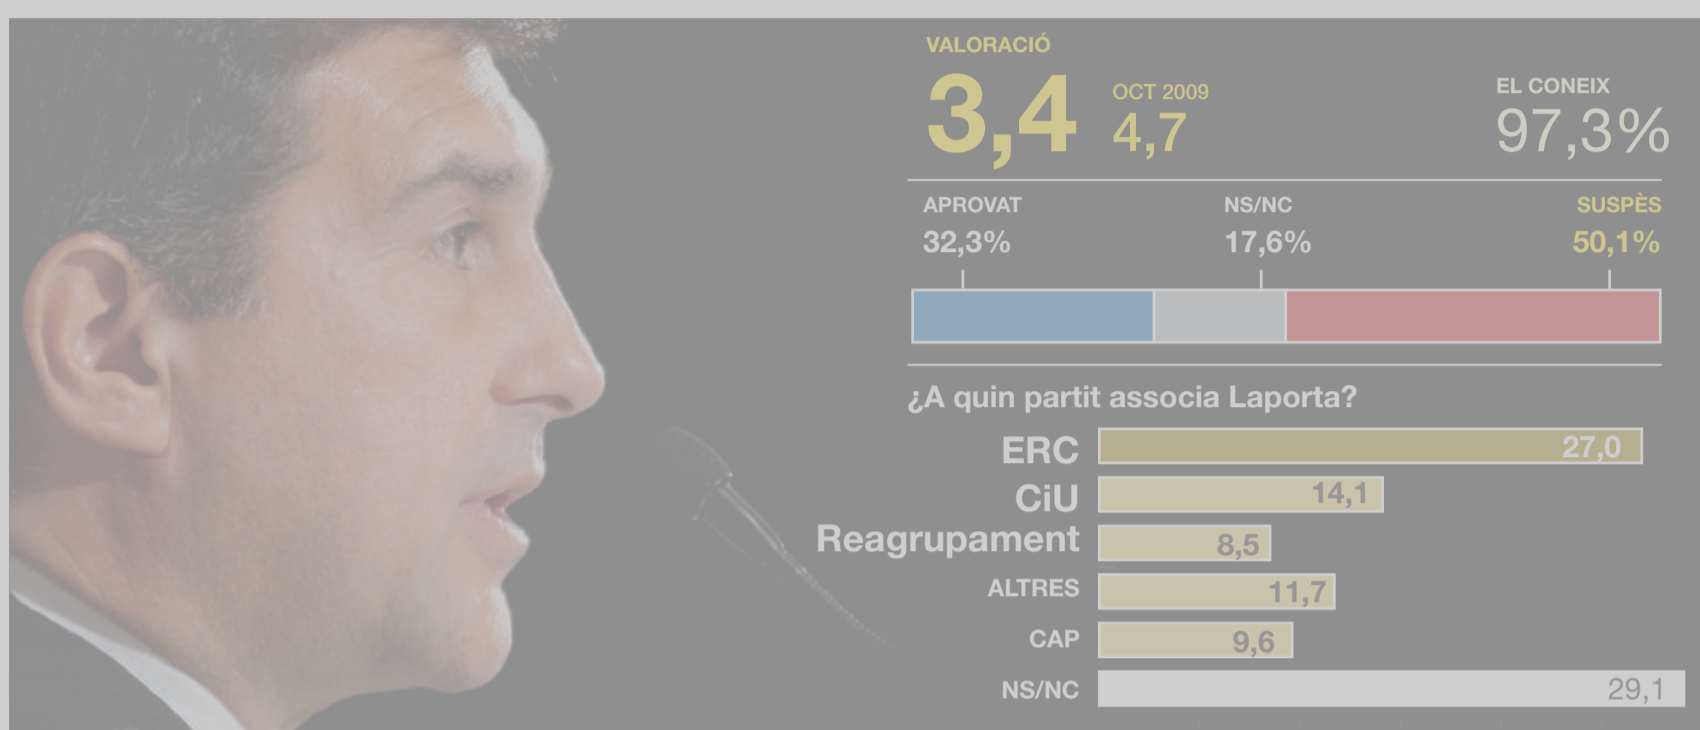 VALORACIÓ
3,4
OCT 2009
4,7
EL CONEIX
97,3%
APROVAT
32,3%
NS/NC
17,6%
SUSPÈS
50,1%
¿A quin partit associa Laporta?
ERC 27,0
CiU 14,1
Reagrupament 8,5
ALTRES 11,7
CAP 9,6
NS/NC 29,1